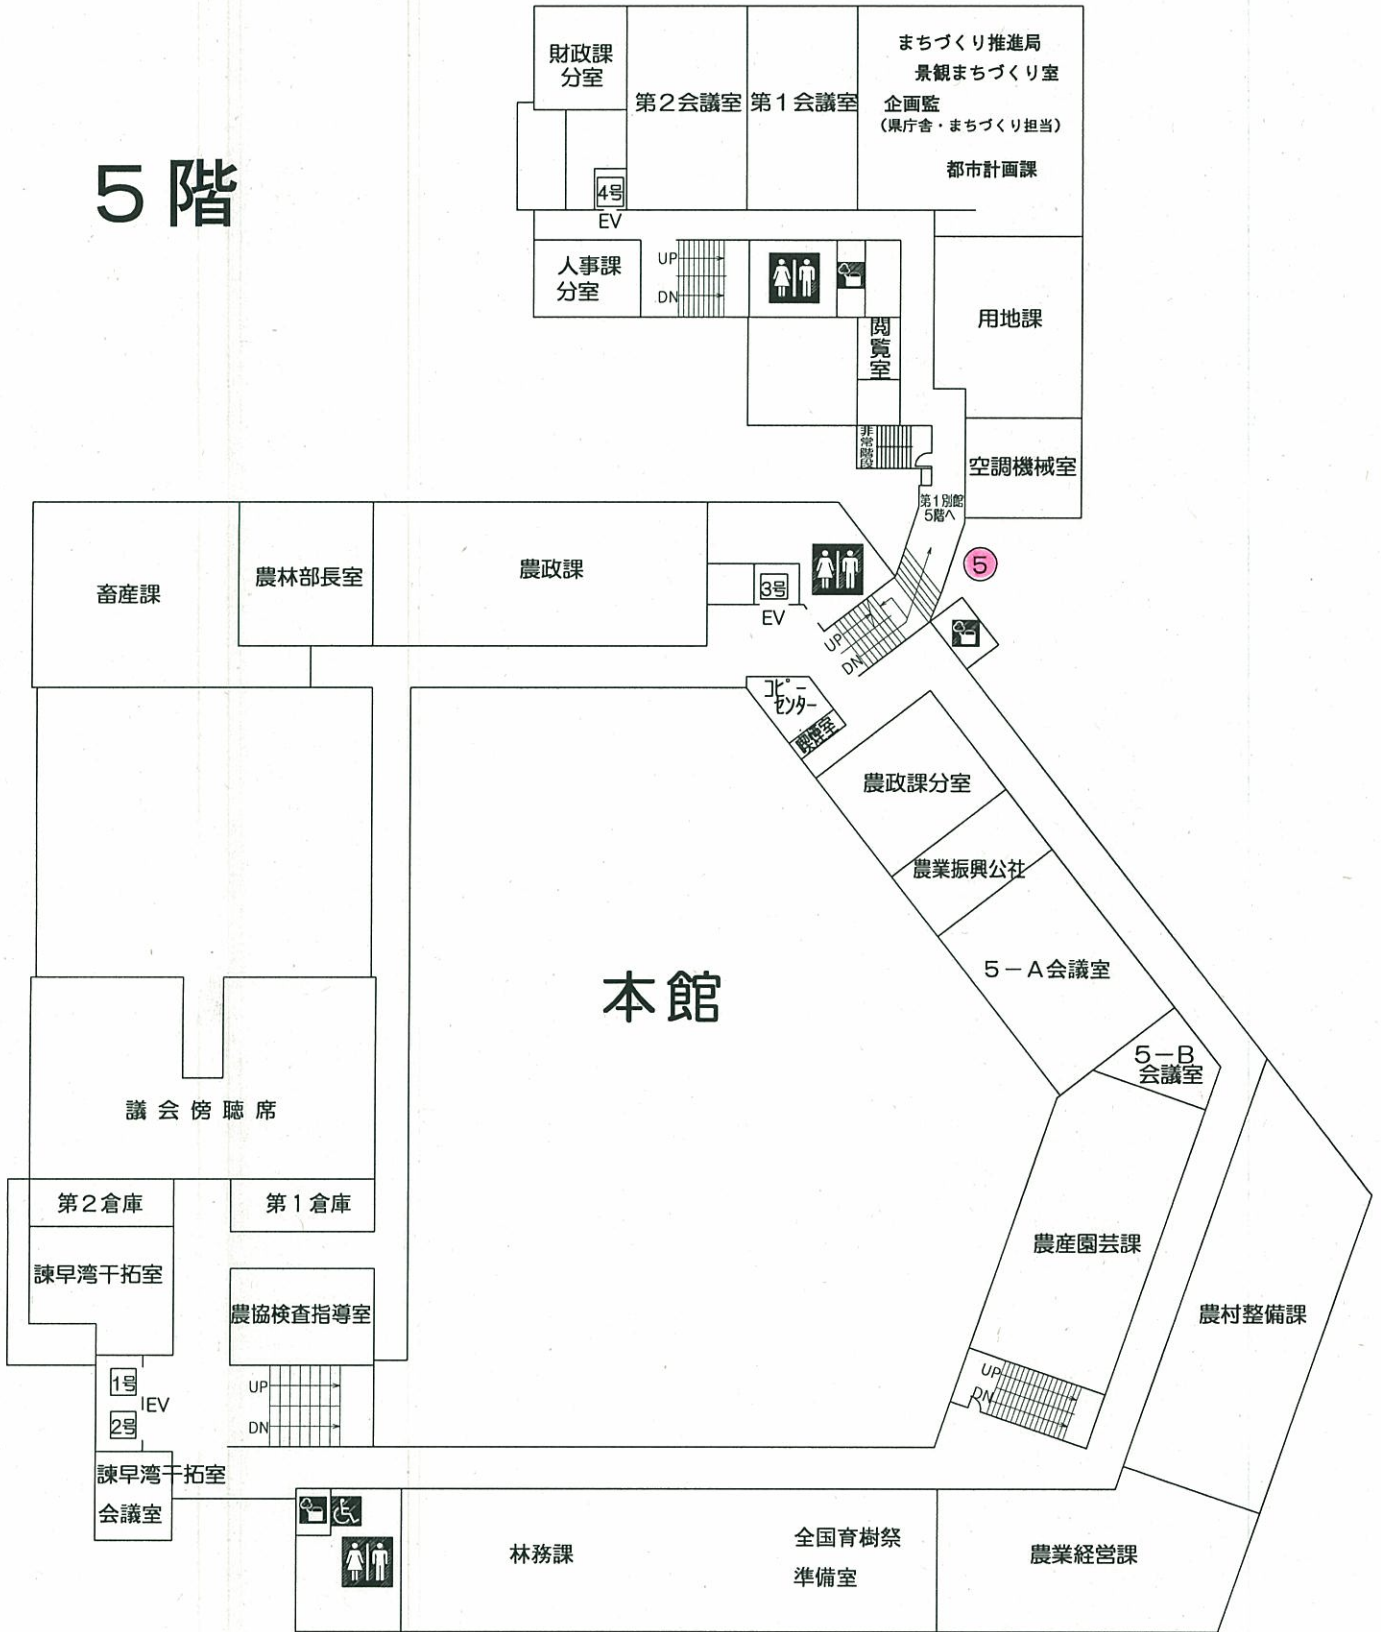 5階
財政課
分室
第2会議室
第1会議室
まちづくり推進局
景観まちづくり室
企画監
(県庁舎・まちづくり担当)
都市計画課
4号
EV
人事課
分室
UP
DN
閲覧室
用地課
非常階段
空調機械室
第1別館
5階へ
5
畜産課
農林部長室
農政課
3号
EV
UP
DN
コピー
センター
喫煙室
農政課分室
農業振興公社
5-A会議室
5-B
会議室
本館
議会傍聴席
第2倉庫
第1倉庫
諫早湾干拓室
農協検査指導室
農産園芸課
農村整備課
1号
2号
EV
UP
DN
UP
DN
諫早湾干拓室
会議室
林務課
全国育樹祭
準備室
農業経営課